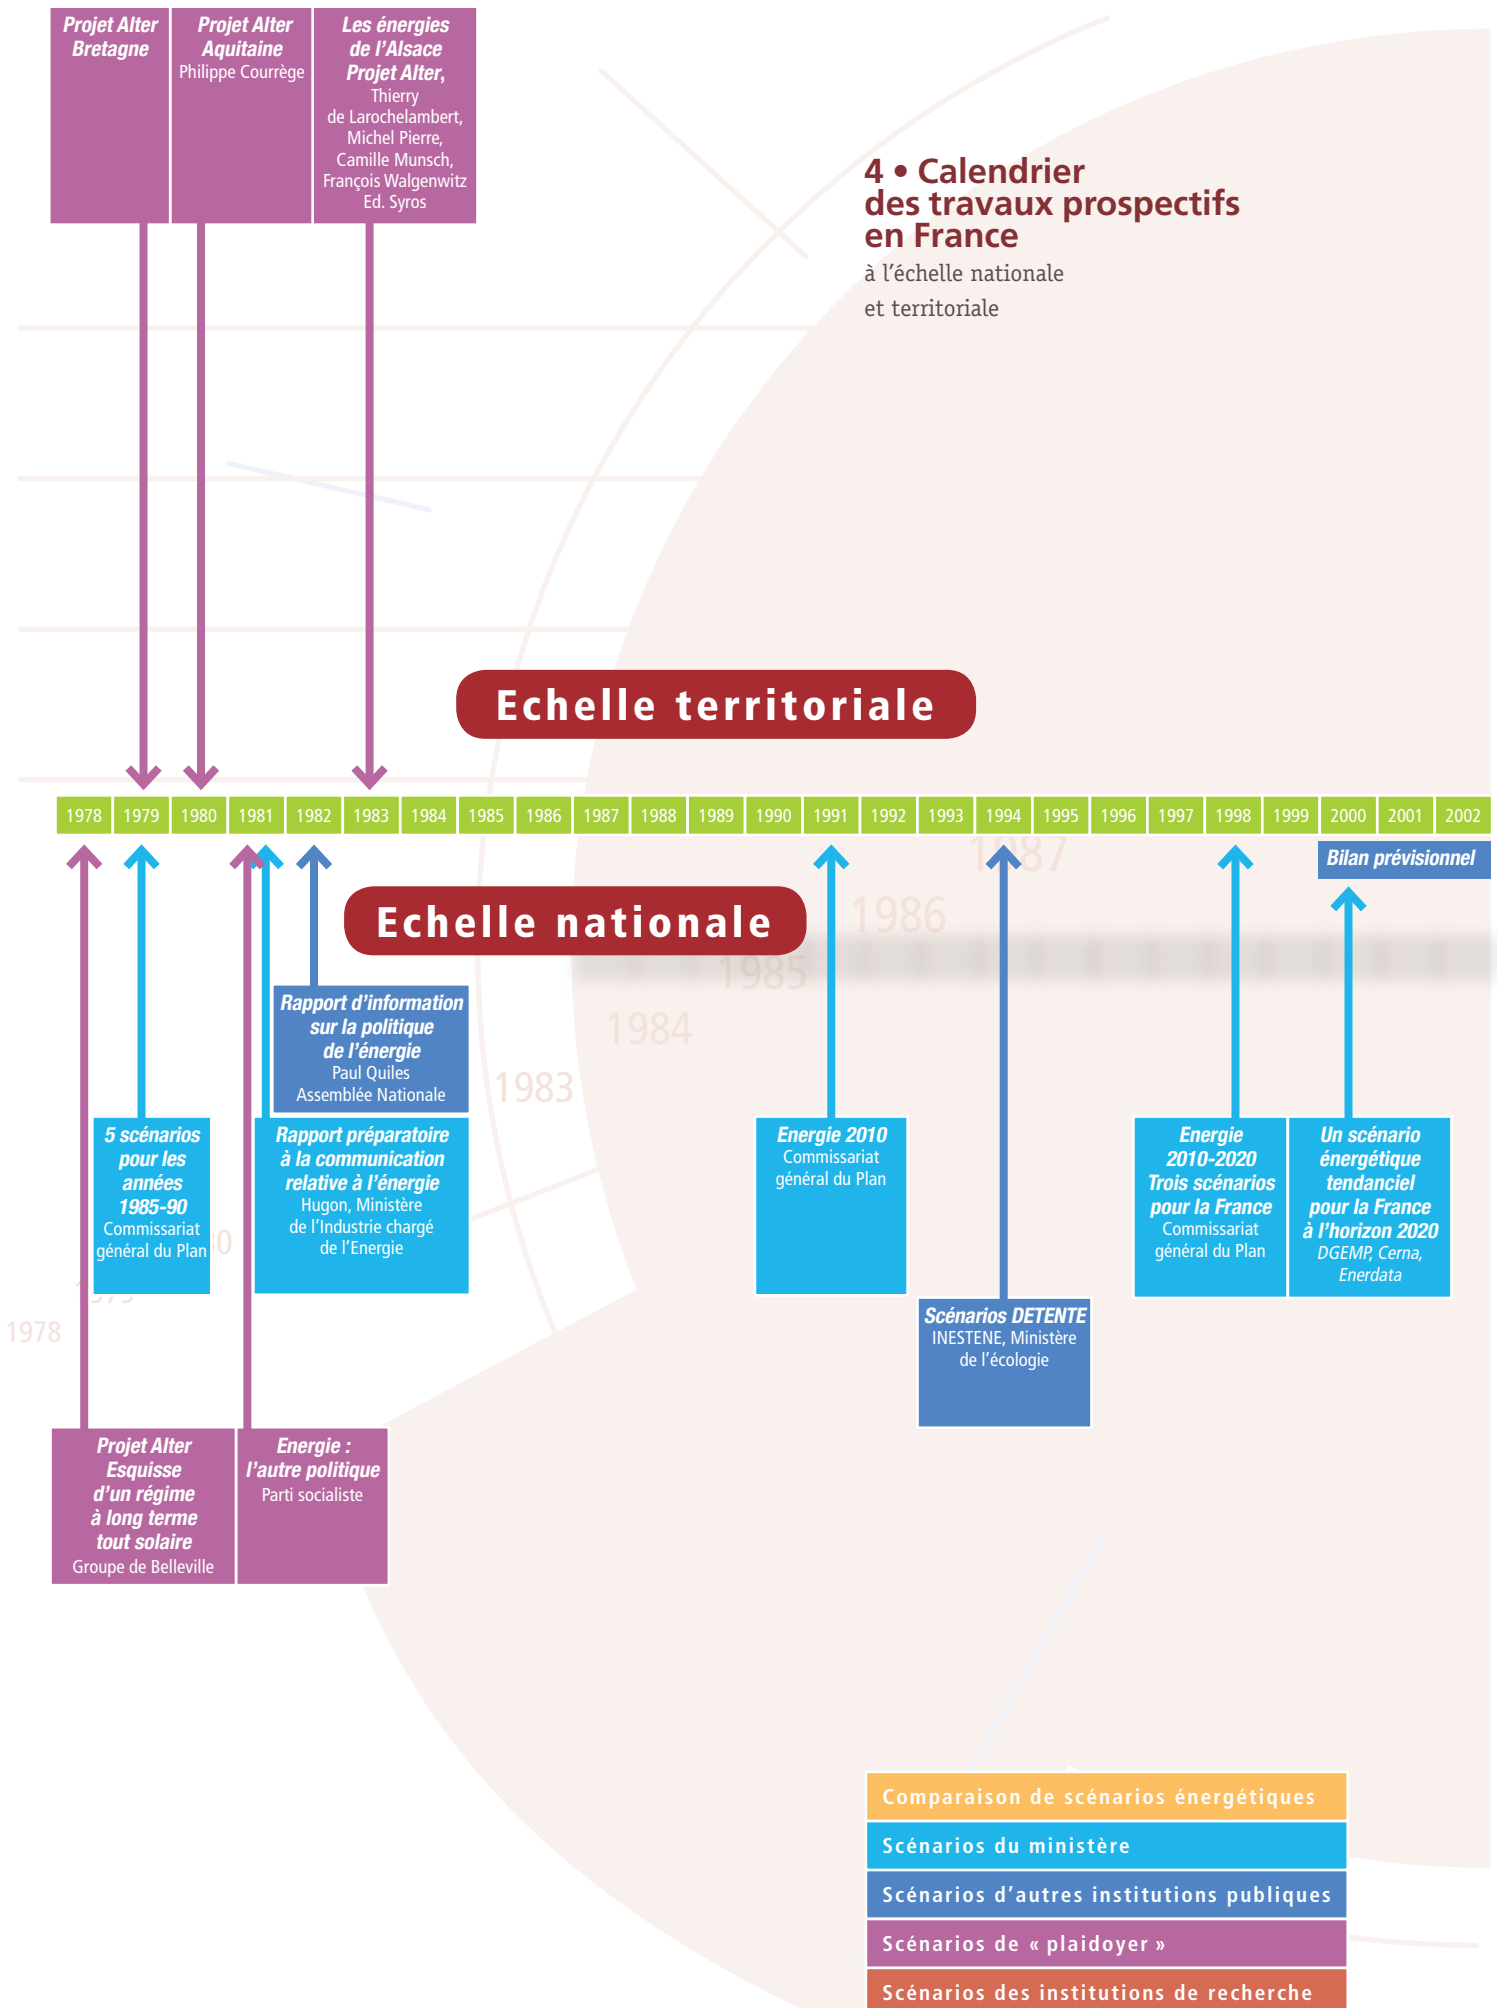 Projet Alter
Bretagne
Projet Alter
Aquitaine
Philippe Courrège
Les énergies
de l'Alsace
Projet Alter,
Thierry
de Larochelambert,
Michel Pierre,
Camille Munsch,
François Walgenwitz
Ed. Syros
4 • Calendrier
des travaux prospectifs
en France
à l'échelle nationale
et territoriale
Echelle territoriale
1978 1979 1980 1981 1982 1983 1984 1985 1986 1987 1988 1989 1990 1991 1992 1993 1994 1995 1996 1997 1998 1999 2000 2001 2002
Bilan prévisionnel
1987
1986
1985
1984
1983
1978
Echelle nationale
Rapport d'information
sur la politique
de l'énergie
Paul Quiles
Assemblée Nationale
5 scénarios
pour les
années
1985-90
Commissariat
général du Plan
Rapport préparatoire
à la communication
relative à l'énergie
Hugon, Ministère
de l'Industrie chargé
de l'Energie
Energie 2010
Commissariat
général du Plan
Energie
2010-2020
Trois scénarios
pour la France
Commissariat
général du Plan
Un scénario
énergétique
tendanciel
pour la France
à l'horizon 2020
DGEMP, Cerna,
Enerdata
Scénarios DETENTE
INESTENE, Ministère
de l'écologie
Projet Alter
Esquisse
d'un régime
à long terme
tout solaire
Groupe de Belleville
Energie :
l'autre politique
Parti socialiste
Comparaison de scénarios énergétiques
Scénarios du ministère
Scénarios d'autres institutions publiques
Scénarios de « plaidoyer »
Scénarios des institutions de recherche